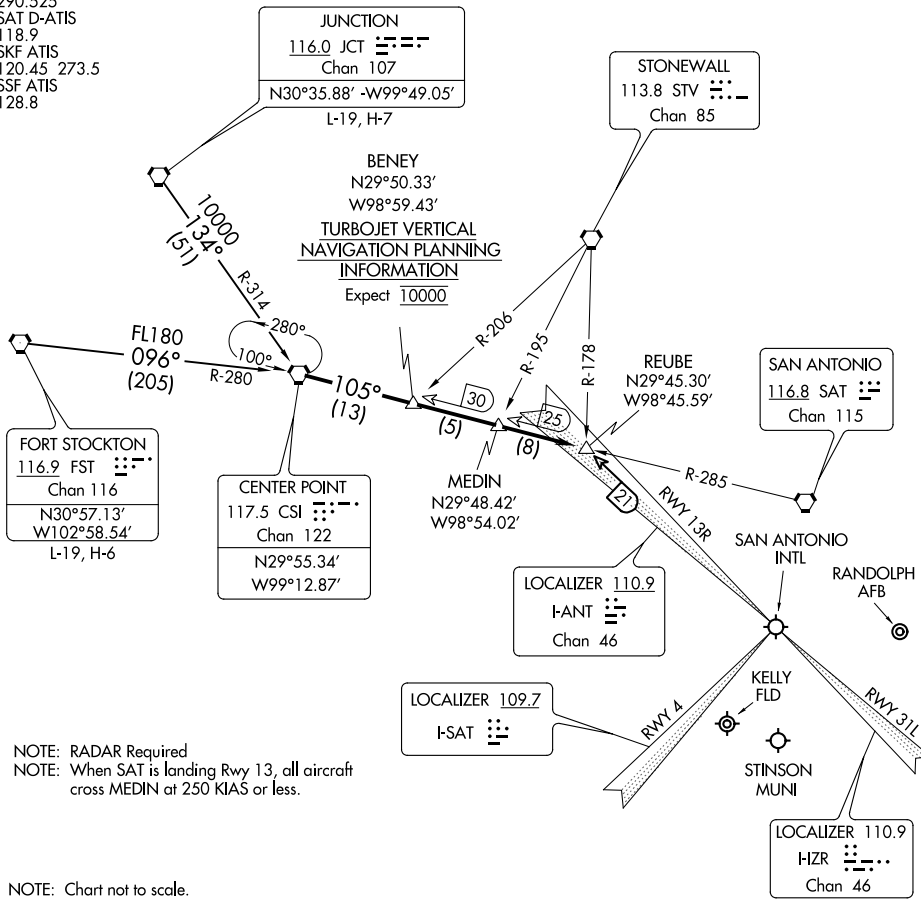 290.525
SAT D-ATIS
118.9
SKF ATIS
120.45 273.5
SSF ATIS
128.8
JUNCTION
116.0 JCT
Chan 107
N30°35.88' -W99°49.05'
L-19, H-7
STONEWALL
113.8 STV
Chan 85
BENEY
N29°50.33'
W98°59.43'
TURBOJET VERTICAL
NAVIGATION PLANNING
INFORMATION
Expect 10000
10000
134°
(51)
R-314
280°
100°
FL180
096°
(205)
R-280
105°
(13)
R-206
R-195
R-178
30
(5)
25
(8)
REUBE
N29°45.30'
W98°45.59'
SAN ANTONIO
116.8 SAT
Chan 115
R-285
21
RWY 13R
FORT STOCKTON
116.9 FST
Chan 116
N30°57.13'
W102°58.54'
L-19, H-6
CENTER POINT
117.5 CSI
Chan 122
N29°55.34'
W99°12.87'
MEDIN
N29°48.42'
W98°54.02'
LOCALIZER 110.9
I-ANT
Chan 46
SAN ANTONIO
INTL
RANDOLPH
AFB
LOCALIZER 109.7
I-SAT
RWY 4
KELLY
FLD
RWY 31L
STINSON
MUNI
LOCALIZER 110.9
I-IZR
Chan 46
NOTE: RADAR Required
NOTE: When SAT is landing Rwy 13, all aircraft
cross MEDIN at 250 KIAS or less.
NOTE: Chart not to scale.